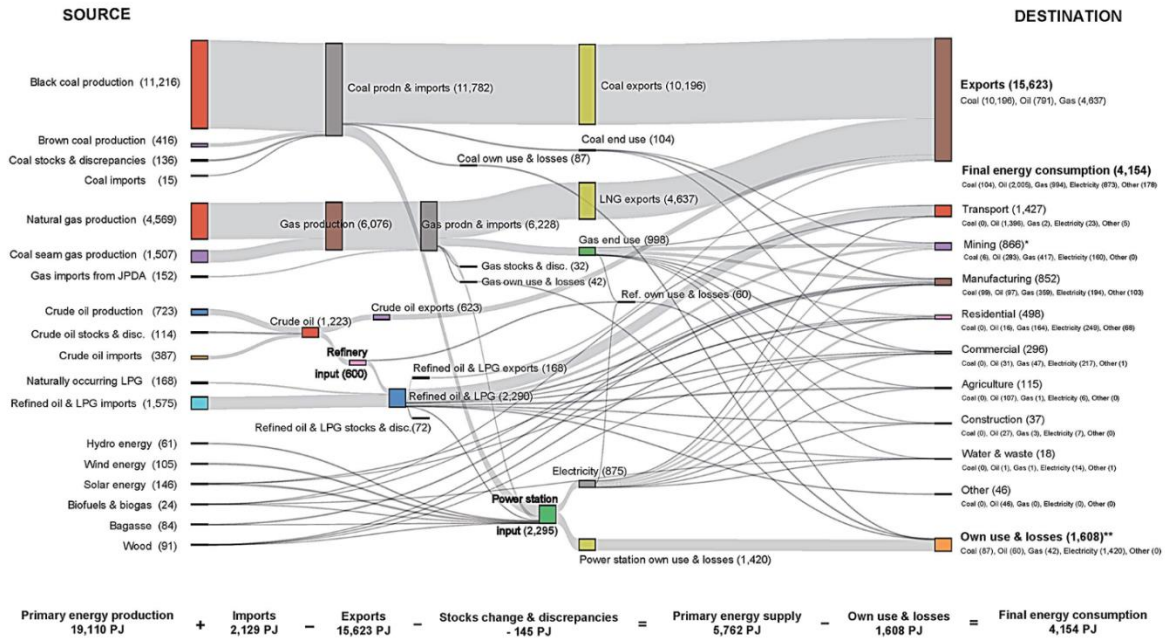 SOURCE
DESTINATION
Black coal production (11,216)
Brown coal production (416)
Coal stocks & discrepancies (136)
Coal imports (15)
Natural gas production (4,569)
Coal seam gas production (1,507)
Gas imports from JPDA (152)
Crude oil production (723)
Crude oil stocks & disc. (114)
Crude oil imports (387)
Naturally occurring LPG (168)
Refined oil & LPG imports (1,575)
Hydro energy (61)
Wind energy (105)
Solar energy (146)
Biofuels & biogas (24)
Bagasse (84)
Wood (91)
Coal prodn & imports (11,782)
Gas production (6,076)
Gas prodn & imports (6,228)
Crude oil (1,223)
Crude oil exports (623)
Refinery
input (600)
Refined oil & LPG exports (168)
Refined oil & LPG (2,290)
Refined oil & LPG stocks & disc.(72)
Coal exports (10,196)
Coal end use (104)
Coal own use & losses (87)
LNG exports (4,637)
Gas end use (998)
Gas stocks & disc. (32)
Gas own use & losses (42)
Ref. own use & losses (60)
Electricity (875)
Power station
input (2,295)
Power station own use & losses (1,420)
Exports (15,623)
Coal (10,196), Oil (791), Gas (4,637)
Final energy consumption (4,154)
Coal (104), Oil (2,005), Gas (994), Electricity (873), Other (178)
Transport (1,427)
Coal (0), Oil (1,396), Gas (2), Electricity (23), Other (5)
Mining (866)*
Coal (6), Oil (283), Gas (417), Electricity (160), Other (0)
Manufacturing (852)
Coal (99), Oil (97), Gas (359), Electricity (194), Other (103)
Residential (498)
Coal (0), Oil (16), Gas (164), Electricity (249), Other (68)
Commercial (296)
Coal (0), Oil (31), Gas (47), Electricity (217), Other (1)
Agriculture (115)
Coal (0), Oil (107), Gas (1), Electricity (6), Other (0)
Construction (37)
Coal (0), Oil (27), Gas (3), Electricity (7), Other (0)
Water & waste (18)
Coal (0), Oil (1), Gas (1), Electricity (14), Other (1)
Other (46)
Coal (0), Oil (46), Gas (0), Electricity (0), Other (0)
Own use & losses (1,608)**
Coal (87), Oil (60), Gas (42), Electricity (1,420), Other (0)
Primary energy production + Imports – Exports – Stocks change & discrepancies = Primary energy supply – Own use & losses = Final energy consumption
19,110 PJ 2,129 PJ 15,623 PJ - 145 PJ 5,762 PJ 1,608 PJ 4,154 PJ